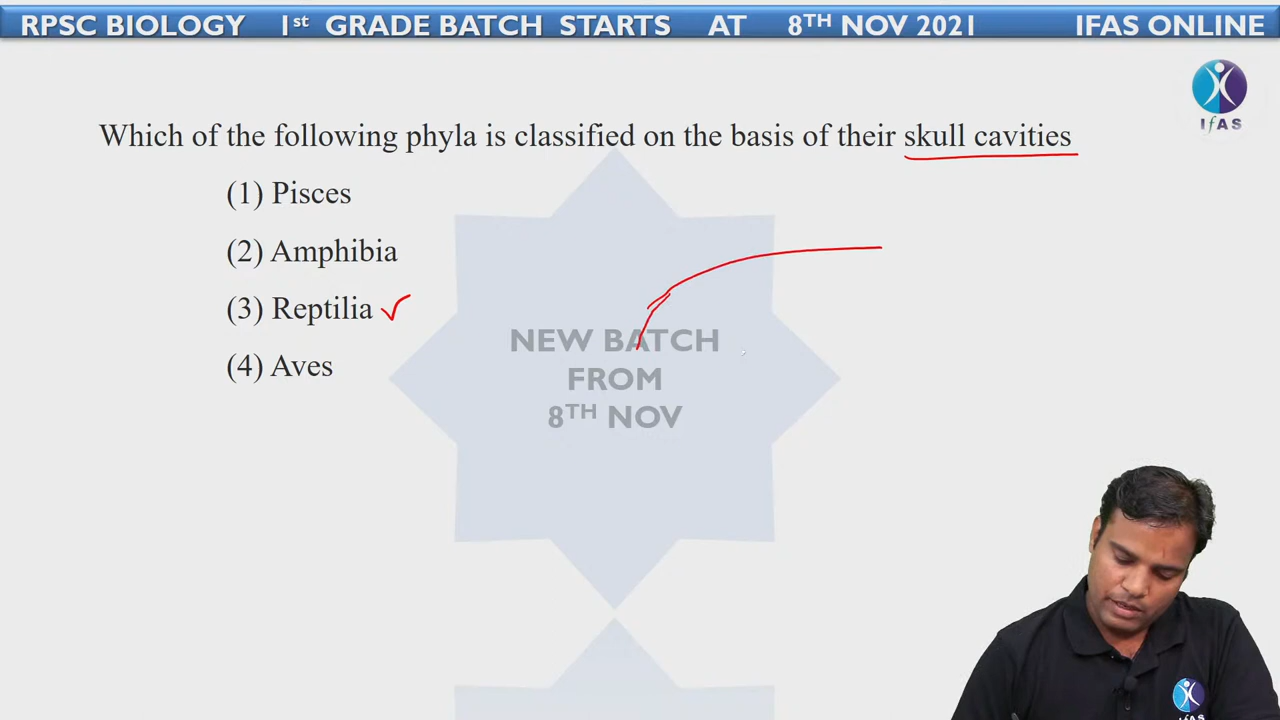 RPSC BIOLOGY 1st GRADE BATCH STARTS AT 8TH NOV 2021 IFAS ONLINE
IfAS
Which of the following phyla is classified on the basis of their skull cavities
(1) Pisces
(2) Amphibia
(3) Reptilia
(4) Aves
NEW BATCH
FROM
8TH NOV
IfAS